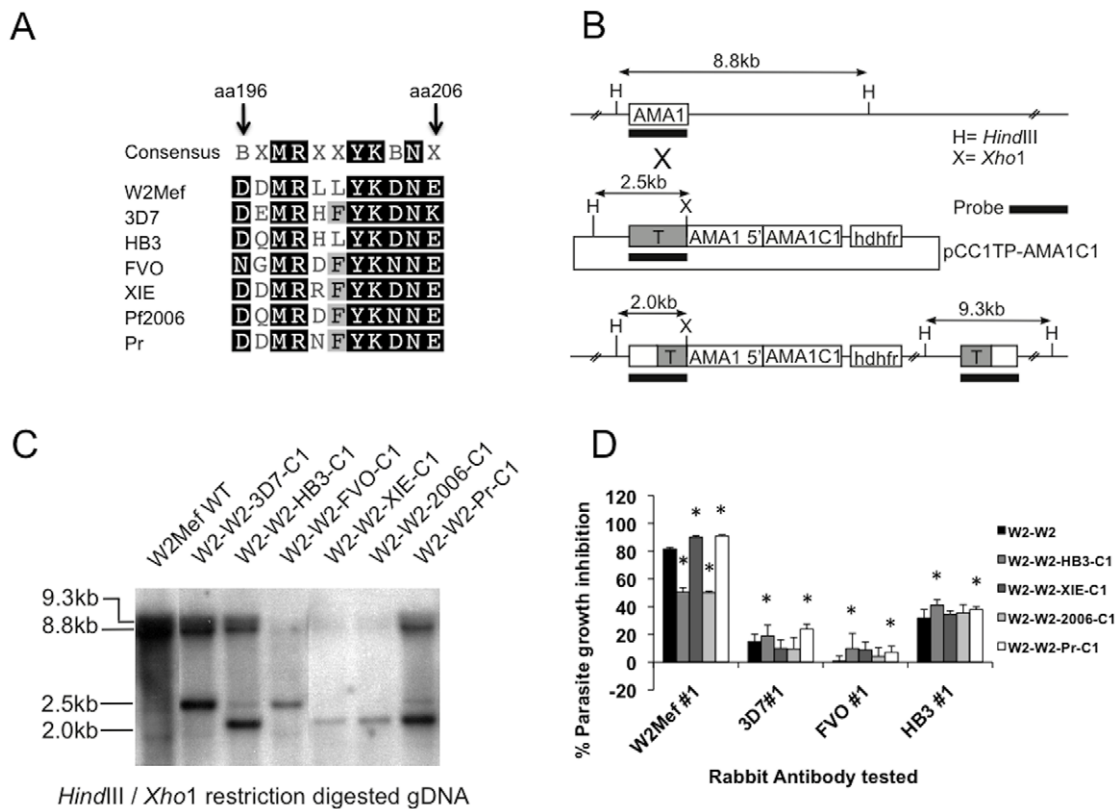 A
aa196 aa206
Consensus B X M R X X Y K B N X
W2Mef D D M R L L Y K D N E
3D7 D E M R H F Y K D N K
HB3 D Q M R H L Y K D N E
FVO N G M R D F Y K N N E
XIE D D M R R F Y K D N E
Pf2006 D Q M R D F Y K N N E
Pr D D M R N F Y K D N E
B
8.8kb
H H
AMA1
H= HindIII
X= Xho1
X
2.5kb
H X
Probe
T AMA1 5' AMA1C1 hdhfr
pCC1TP-AMA1C1
2.0kb 9.3kb
H X H H
T AMA1 5' AMA1C1 hdhfr T
C
W2Mef WT
W2-W2-3D7-C1
W2-W2-HB3-C1
W2-W2-FVO-C1
W2-W2-XIE-C1
W2-W2-2006-C1
W2-W2-Pr-C1
9.3kb
8.8kb
2.5kb
2.0kb
HindIII / Xho1 restriction digested gDNA
D
% Parasite growth inhibition
120
100
80
60
40
20
0
-20
* * * *
* *
* *
* *
W2Mef #1
3D7#1
FVO #1
HB3 #1
Rabbit Antibody tested
W2-W2
W2-W2-HB3-C1
W2-W2-XIE-C1
W2-W2-2006-C1
W2-W2-Pr-C1